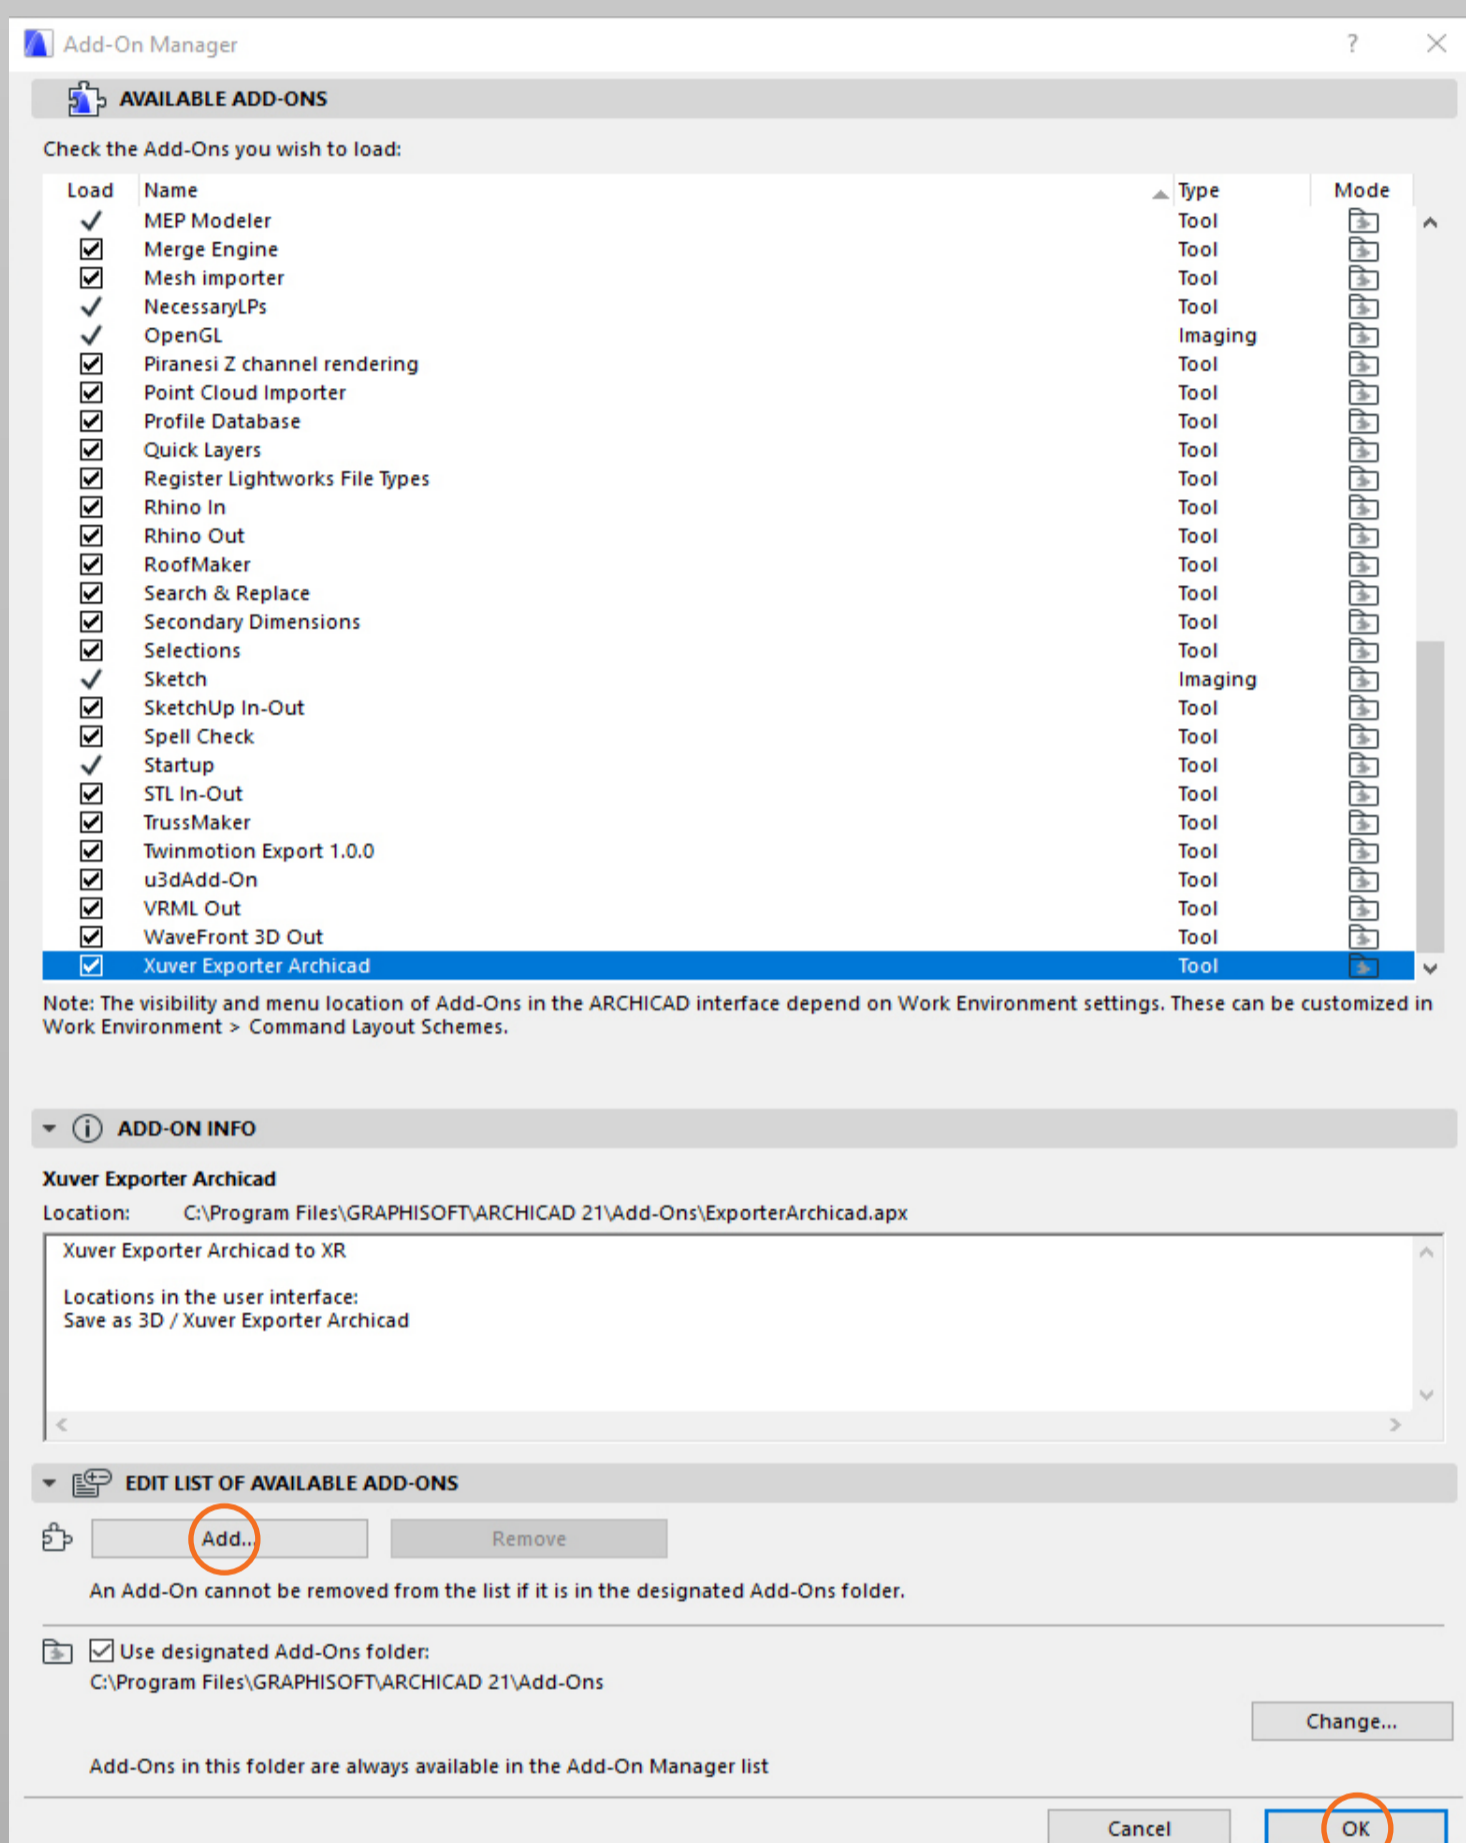 Add-On Manager ?
AVAILABLE ADD-ONS
Check the Add-Ons you wish to load:
Load Name Type Mode
MEP Modeler Tool
Merge Engine Tool
Mesh importer Tool
NecessaryLPs Tool
OpenGL Imaging
Piranesi Z channel rendering Tool
Point Cloud Importer Tool
Profile Database Tool
Quick Layers Tool
Register Lightworks File Types Tool
Rhino In Tool
Rhino Out Tool
RoofMaker Tool
Search & Replace Tool
Secondary Dimensions Tool
Selections Tool
Sketch Imaging
SketchUp In-Out Tool
Spell Check Tool
Startup Tool
STL In-Out Tool
TrussMaker Tool
Twinmotion Export 1.0.0 Tool
u3dAdd-On Tool
VRML Out Tool
WaveFront 3D Out Tool
Xuver Exporter Archicad Tool
Note: The visibility and menu location of Add-Ons in the ARCHICAD interface depend on Work Environment settings. These can be customized in
Work Environment > Command Layout Schemes.
ADD-ON INFO
Xuver Exporter Archicad
Location: C:\Program Files\GRAPHISOFT\ARCHICAD 21\Add-Ons\ExporterArchicad.apx
Xuver Exporter Archicad to XR
Locations in the user interface:
Save as 3D / Xuver Exporter Archicad
EDIT LIST OF AVAILABLE ADD-ONS
Add... Remove
An Add-On cannot be removed from the list if it is in the designated Add-Ons folder.
Use designated Add-Ons folder:
C:\Program Files\GRAPHISOFT\ARCHICAD 21\Add-Ons
Change...
Add-Ons in this folder are always available in the Add-On Manager list
Cancel OK